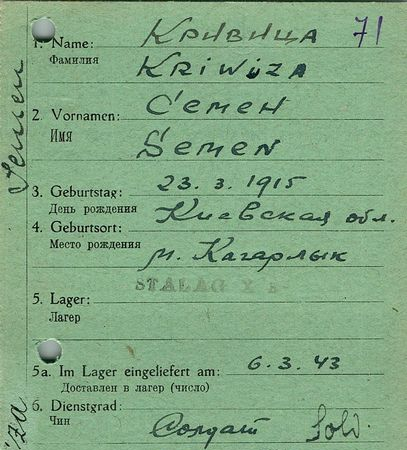 1. Name: Кривица 71
Фамилия KRIWIZA
2. Vornamen: Семен
Имя SEMEN
Semen
3. Geburtstag: 23. 3. 1915
День рождения Киевская обл.
4. Geburtsort:
Место рождения м. Кагарлык
STALAG X
5. Lager:
Лагерь
5a. Im Lager eingeliefert am: 6.3.43
Доставлен в лагерь (число)
6. Dienstgrad:
Чин Солдат Sold.